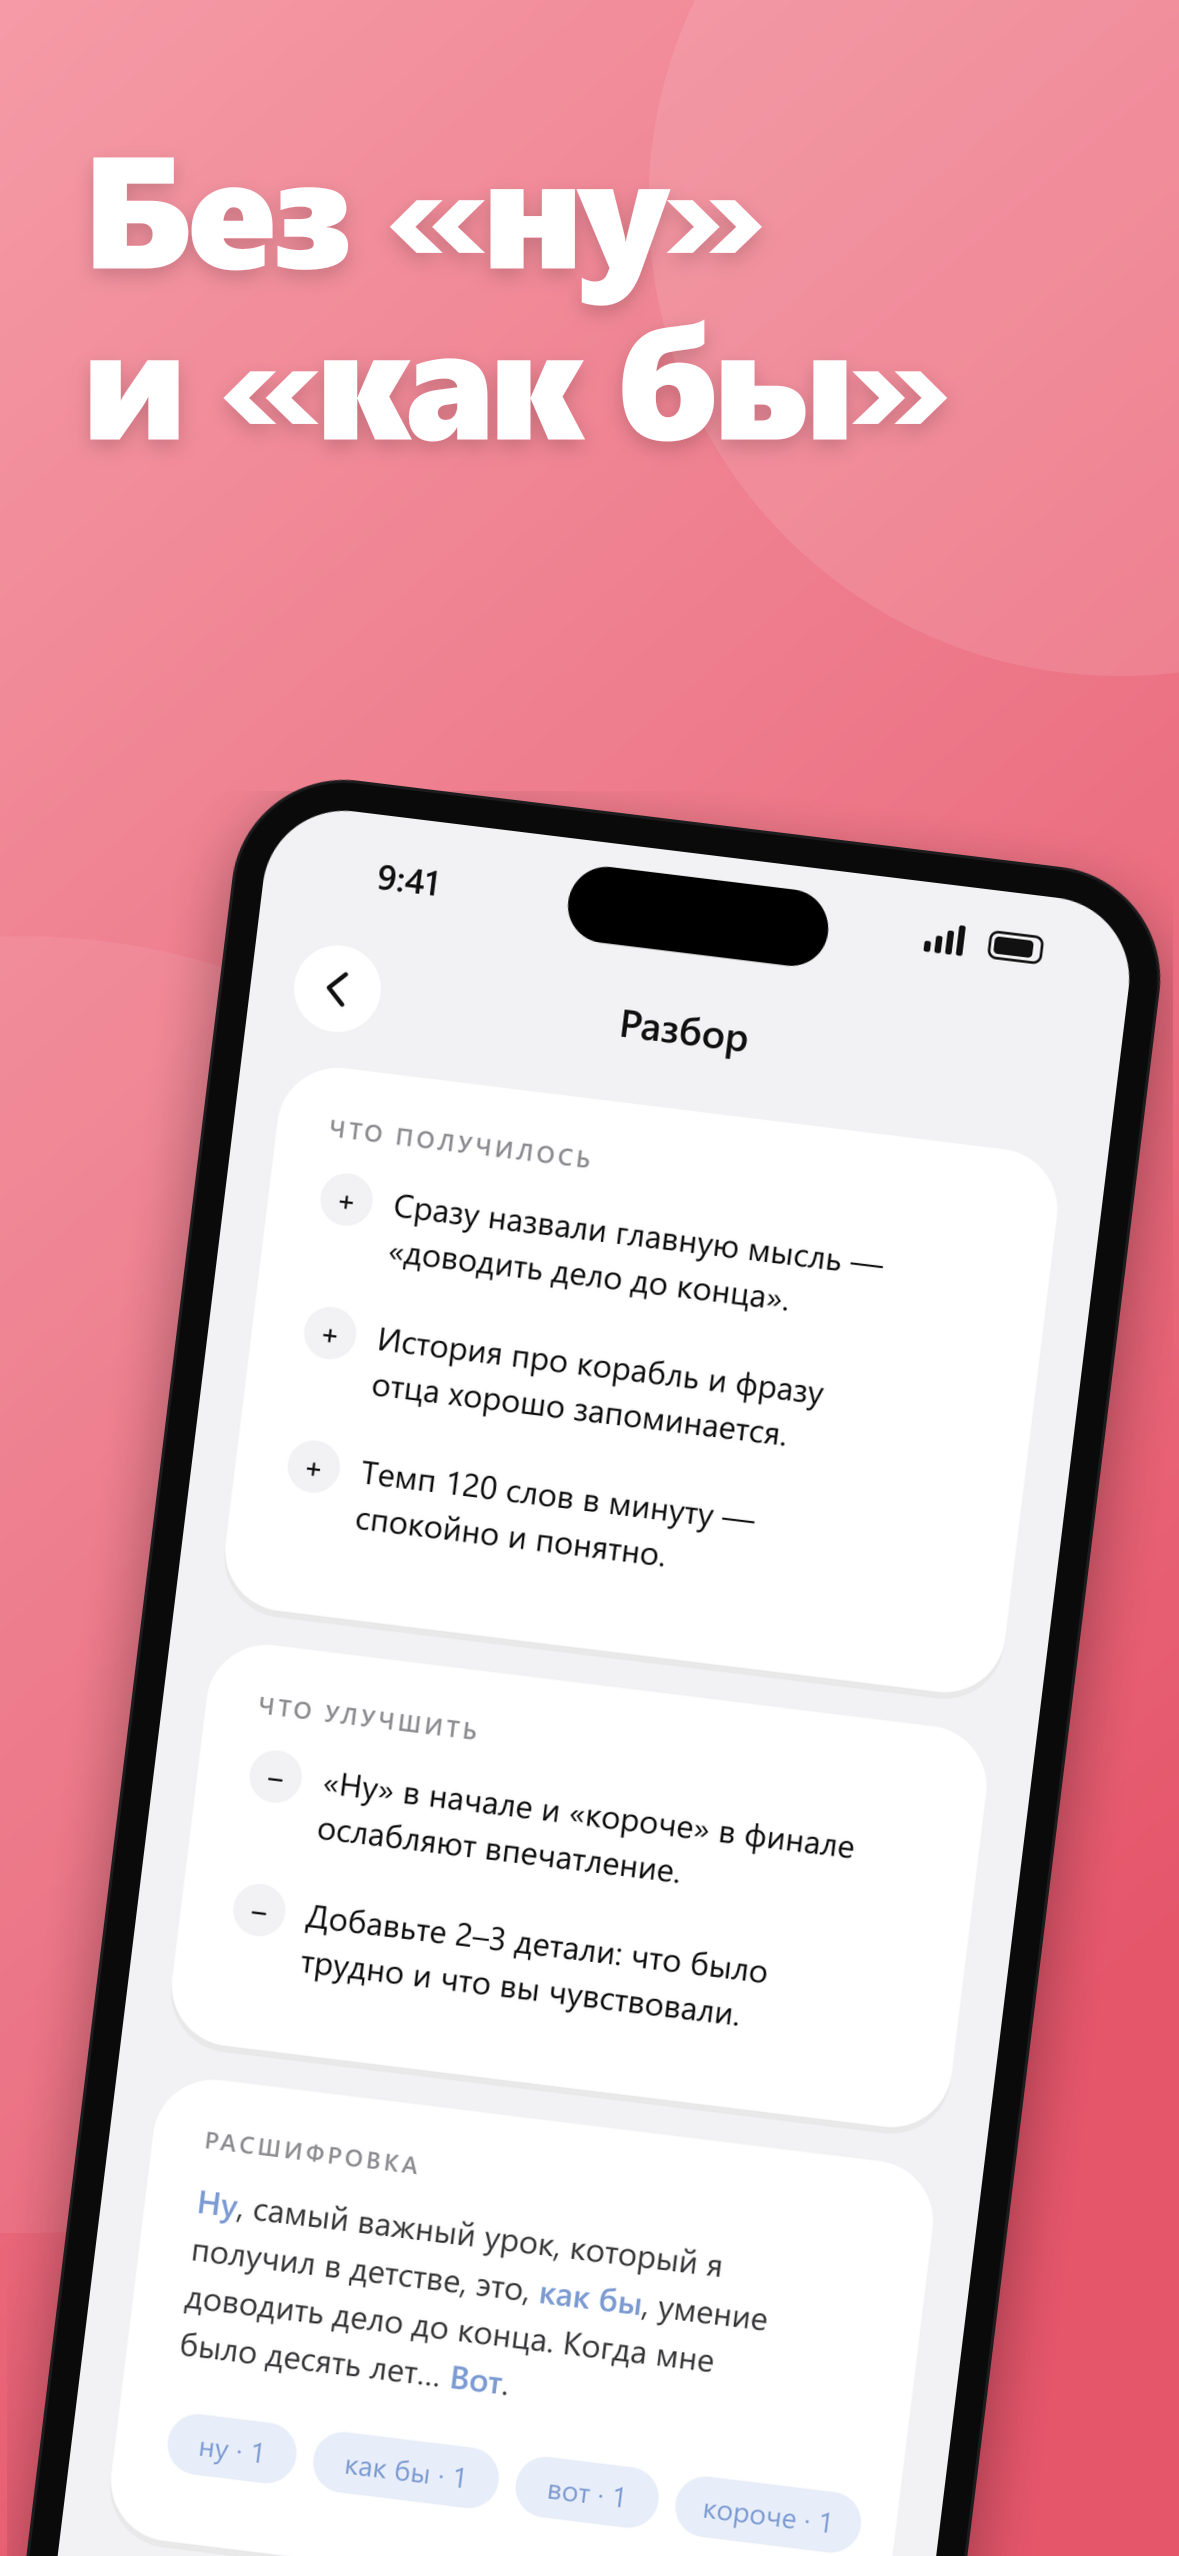 Без «ну»
и «как бы»
9:41
Разбор
ЧТО ПОЛУЧИЛОСЬ
+ Сразу назвали главную мысль —
«доводить дело до конца».
+ История про корабль и фразу
отца хорошо запоминается.
+ Темп 120 слов в минуту —
спокойно и понятно.
ЧТО УЛУЧШИТЬ
– «Ну» в начале и «короче» в финале
ослабляют впечатление.
– Добавьте 2–3 детали: что было
трудно и что вы чувствовали.
РАСШИФРОВКА
Ну, самый важный урок, который я
получил в детстве, это, как бы, умение
доводить дело до конца. Когда мне
было десять лет... Вот.
ну · 1 как бы · 1 вот · 1 короче · 1